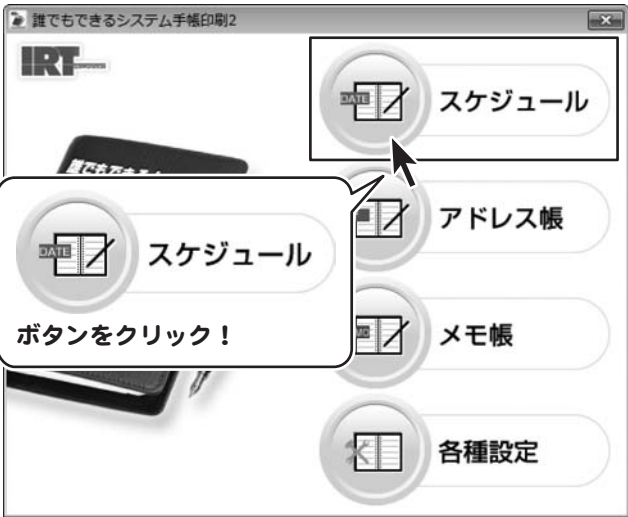 誰でもできるシステム手帳印刷2
IRT
DATE
スケジュール
アドレス帳
DATE
スケジュール
ボタンをクリック！
メモ帳
各種設定